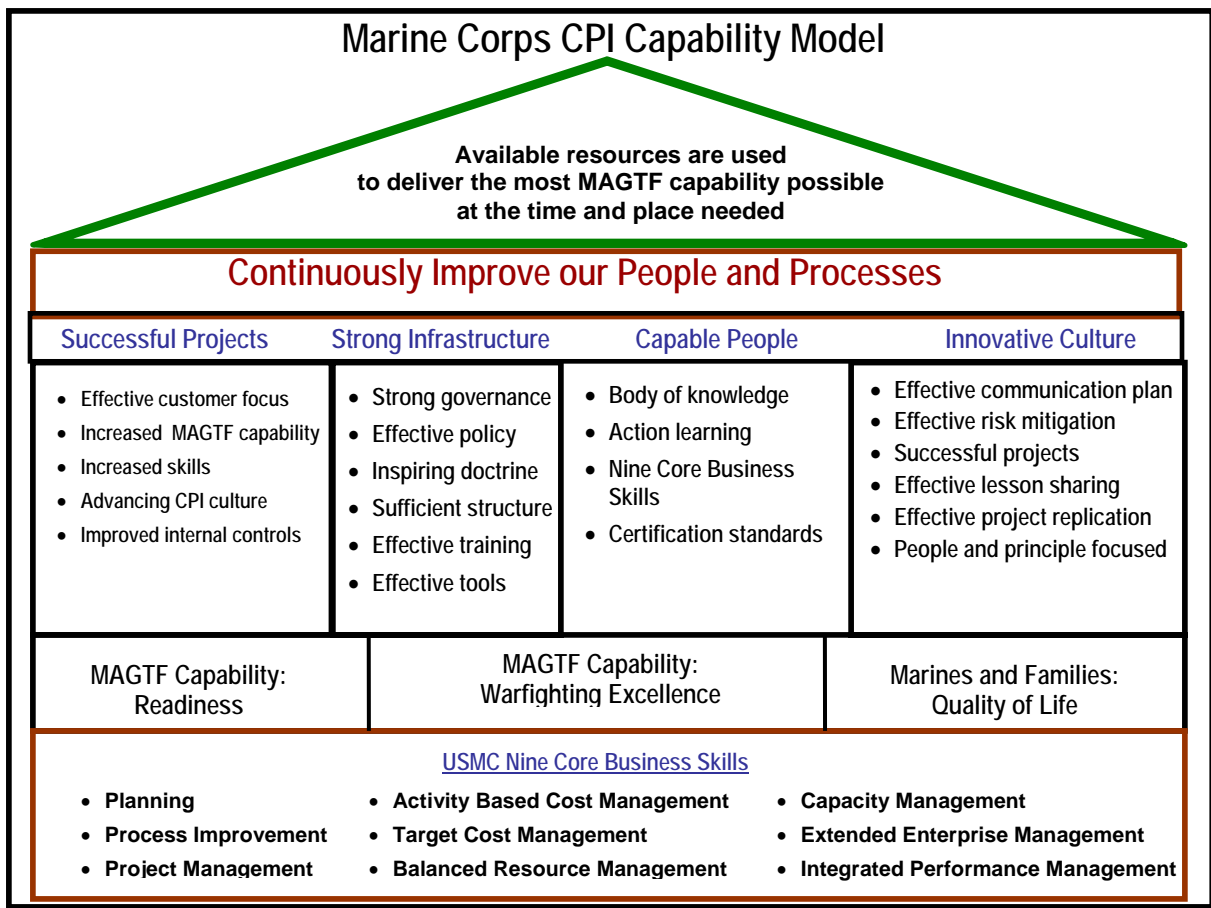 Marine Corps CPI Capability Model
Available resources are used
to deliver the most MAGTF capability possible
at the time and place needed
Continuously Improve our People and Processes
Successful Projects
• Effective customer focus
• Increased MAGTF capability
• Increased skills
• Advancing CPI culture
• Improved internal controls
Strong Infrastructure
• Strong governance
• Effective policy
• Inspiring doctrine
• Sufficient structure
• Effective training
• Effective tools
Capable People
• Body of knowledge
• Action learning
• Nine Core Business
Skills
• Certification standards
Innovative Culture
• Effective communication plan
• Effective risk mitigation
• Successful projects
• Effective lesson sharing
• Effective project replication
• People and principle focused
MAGTF Capability:
Readiness
MAGTF Capability:
Warfighting Excellence
Marines and Families:
Quality of Life
USMC Nine Core Business Skills
• Planning
• Process Improvement
• Project Management
• Activity Based Cost Management
• Target Cost Management
• Balanced Resource Management
• Capacity Management
• Extended Enterprise Management
• Integrated Performance Management